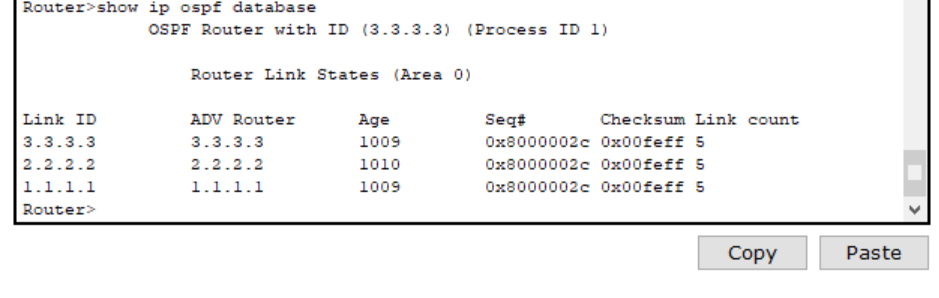 Router>show ip ospf database
OSPF Router with ID (3.3.3.3) (Process ID 1)
Router Link States (Area 0)
Link ID ADV Router Age Seq# Checksum Link count
3.3.3.3 3.3.3.3 1009 0x8000002c 0x00feff 5
2.2.2.2 2.2.2.2 1010 0x8000002c 0x00feff 5
1.1.1.1 1.1.1.1 1009 0x8000002c 0x00feff 5
Router>
Copy Paste